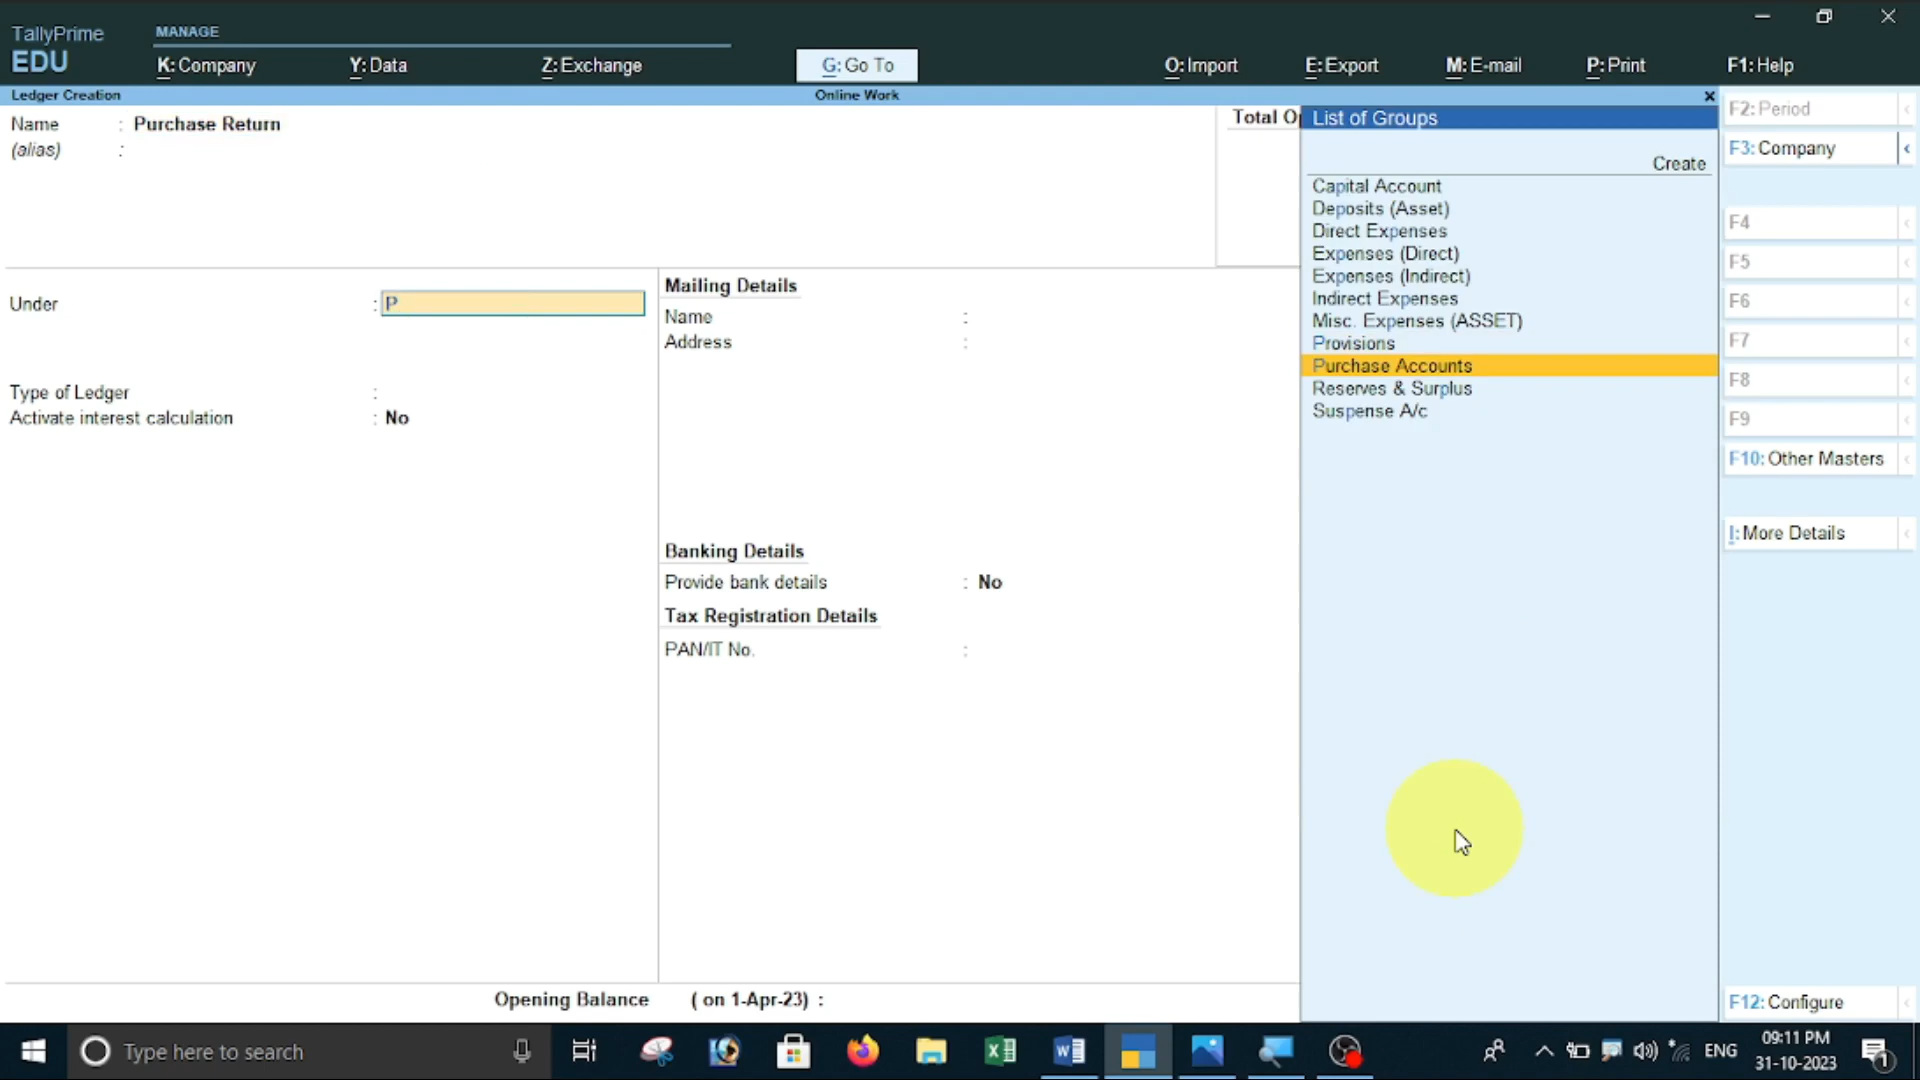 TallyPrime
EDU
MANAGE
K: Company
Y: Data
Z: Exchange
G: Go To
O: Import
E: Export
M: E-mail
P: Print
F1: Help
Ledger Creation
Online Work
Name : Purchase Return
(alias) :
Total O
Under : P
Type of Ledger :
Activate interest calculation : No
Mailing Details
Name :
Address :
Banking Details
Provide bank details : No
Tax Registration Details
PAN/IT No. :
Opening Balance ( on 1-Apr-23) :
List of Groups
Create
Capital Account
Deposits (Asset)
Direct Expenses
Expenses (Direct)
Expenses (Indirect)
Indirect Expenses
Misc. Expenses (ASSET)
Provisions
Purchase Accounts
Reserves & Surplus
Suspense A/c
F2: Period
F3: Company
F4
F5
F6
F7
F8
F9
F10: Other Masters
I: More Details
F12: Configure
Type here to search
ENG
09:11 PM
31-10-2023
1